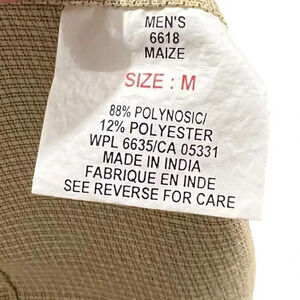 MEN'S
6618
MAIZE
SIZE : M
88% POLYNOSIC/
12% POLYESTER
WPL 6635/CA 05331
MADE IN INDIA
FABRIQUE EN INDE
SEE REVERSE FOR CARE